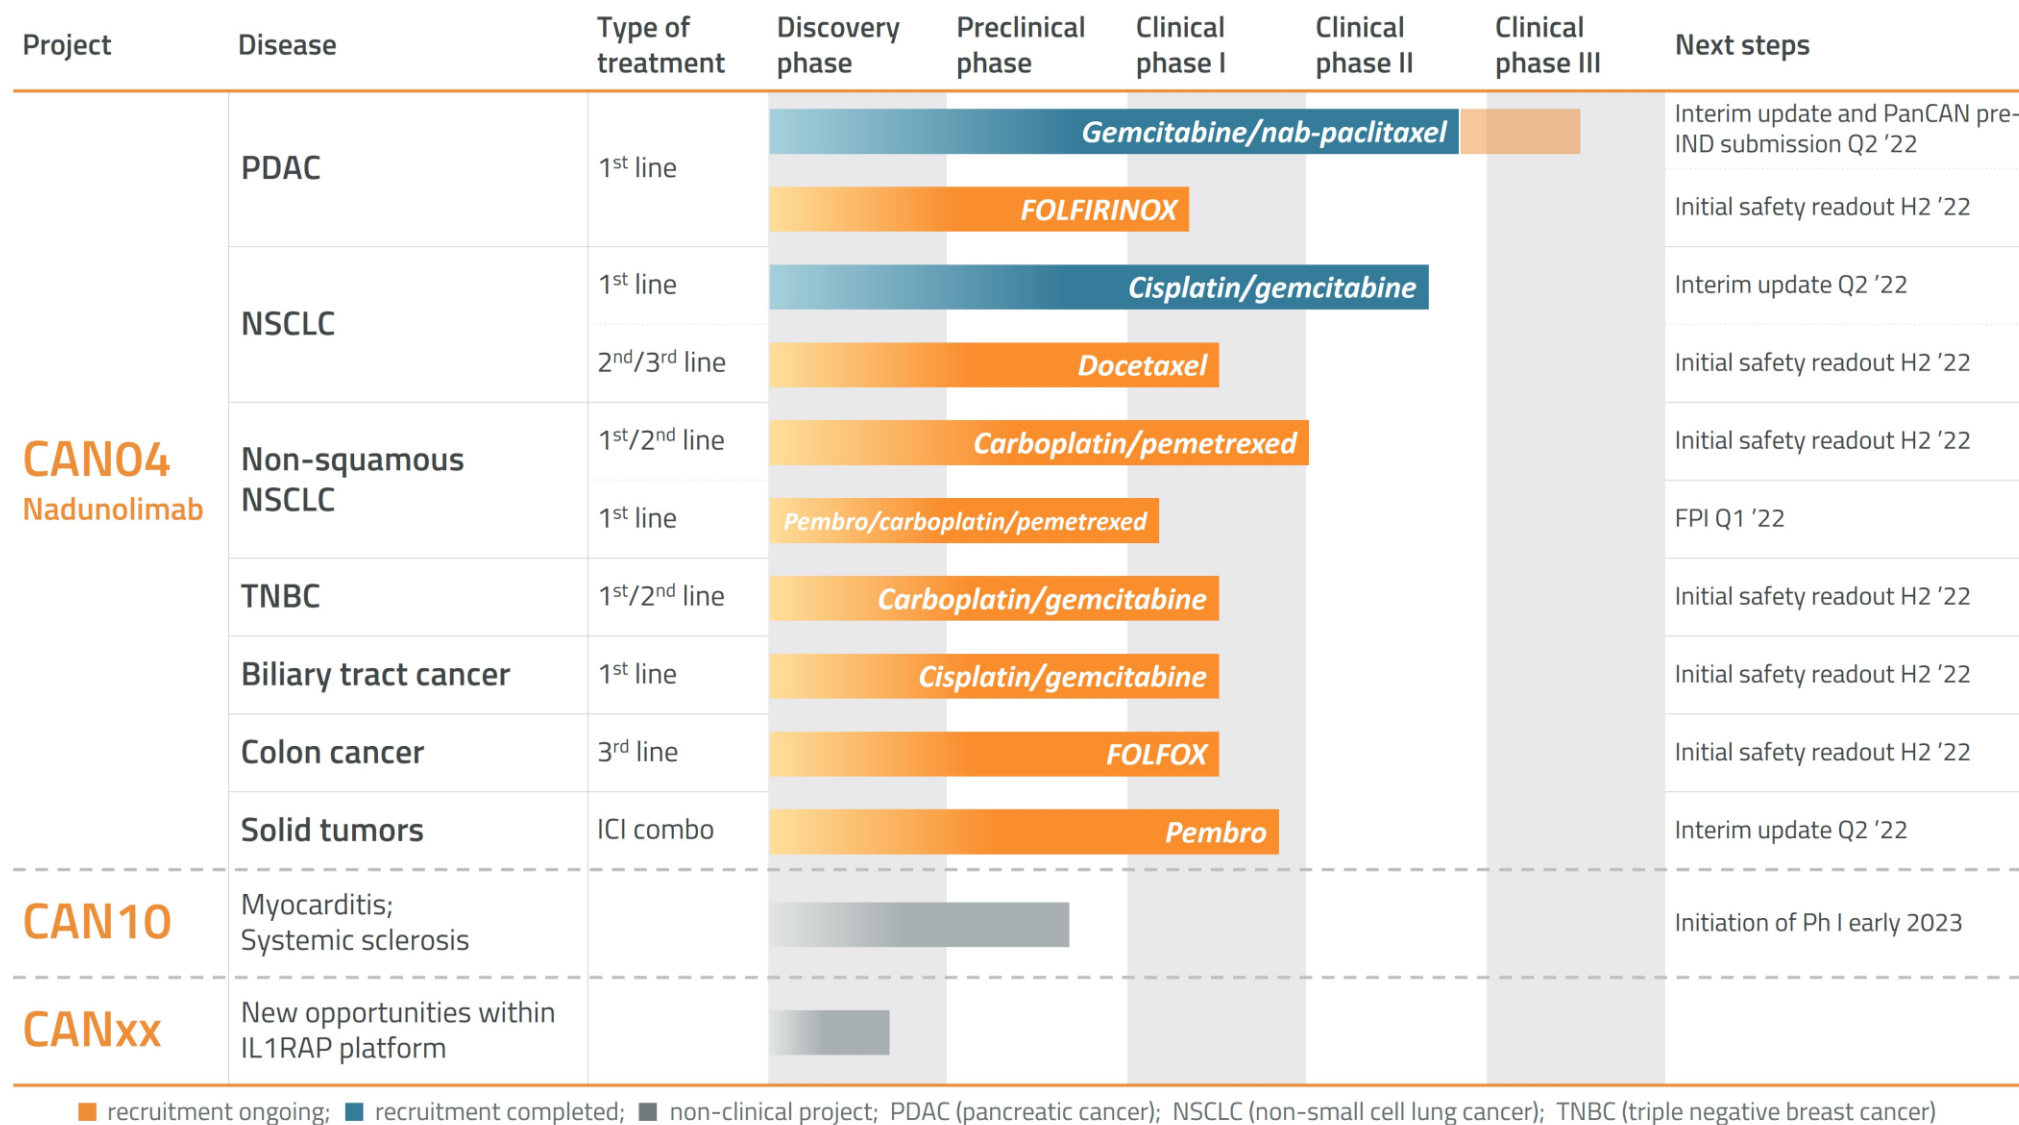 Project
Disease
Type of
treatment
Discovery
phase
Preclinical
phase
Clinical
phase I
Clinical
phase II
Clinical
phase III
Next steps
CAN04
Nadunolimab
PDAC
1st line
Gemcitabine/nab-paclitaxel
Interim update and PanCAN pre-
IND submission Q2 '22
FOLFIRINOX
Initial safety readout H2 '22
NSCLC
1st line
Cisplatin/gemcitabine
Interim update Q2 '22
2nd/3rd line
Docetaxel
Initial safety readout H2 '22
Non-squamous
NSCLC
1st/2nd line
Carboplatin/pemetrexed
Initial safety readout H2 '22
1st line
Pembro/carboplatin/pemetrexed
FPI Q1 '22
TNBC
1st/2nd line
Carboplatin/gemcitabine
Initial safety readout H2 '22
Biliary tract cancer
1st line
Cisplatin/gemcitabine
Initial safety readout H2 '22
Colon cancer
3rd line
FOLFOX
Initial safety readout H2 '22
Solid tumors
ICI combo
Pembro
Interim update Q2 '22
CAN10
Myocarditis;
Systemic sclerosis
Initiation of Ph I early 2023
CANxx
New opportunities within
IL1RAP platform
recruitment ongoing; recruitment completed; non-clinical project; PDAC (pancreatic cancer); NSCLC (non-small cell lung cancer); TNBC (triple negative breast cancer)